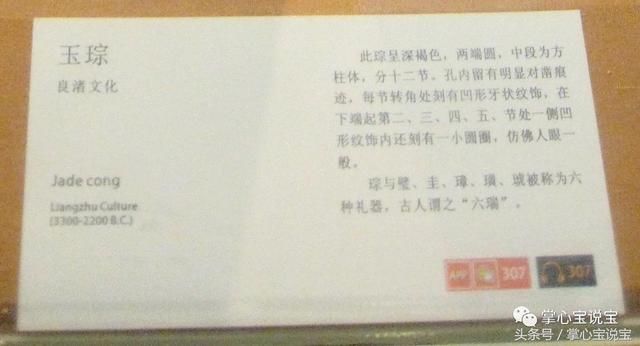 玉琮
良渚文化
Jade cong
Liangzhu Culture
(3300-2200 B.C.)
此琮呈深褐色，两端圆，中段为方
柱体，分十二节。孔内留有明显对凿痕
迹，每节转角处刻有凹形牙状纹饰，在
下端起第二、三、四、五、节处一侧凹
形纹饰内还刻有一小圆圈，仿佛人眼一
般。
琮与璧、圭、璋、璜、琥被称为六
种礼器，古人谓之“六瑞”。
APP 307 307
掌心宝说宝
头条号／掌心宝说宝